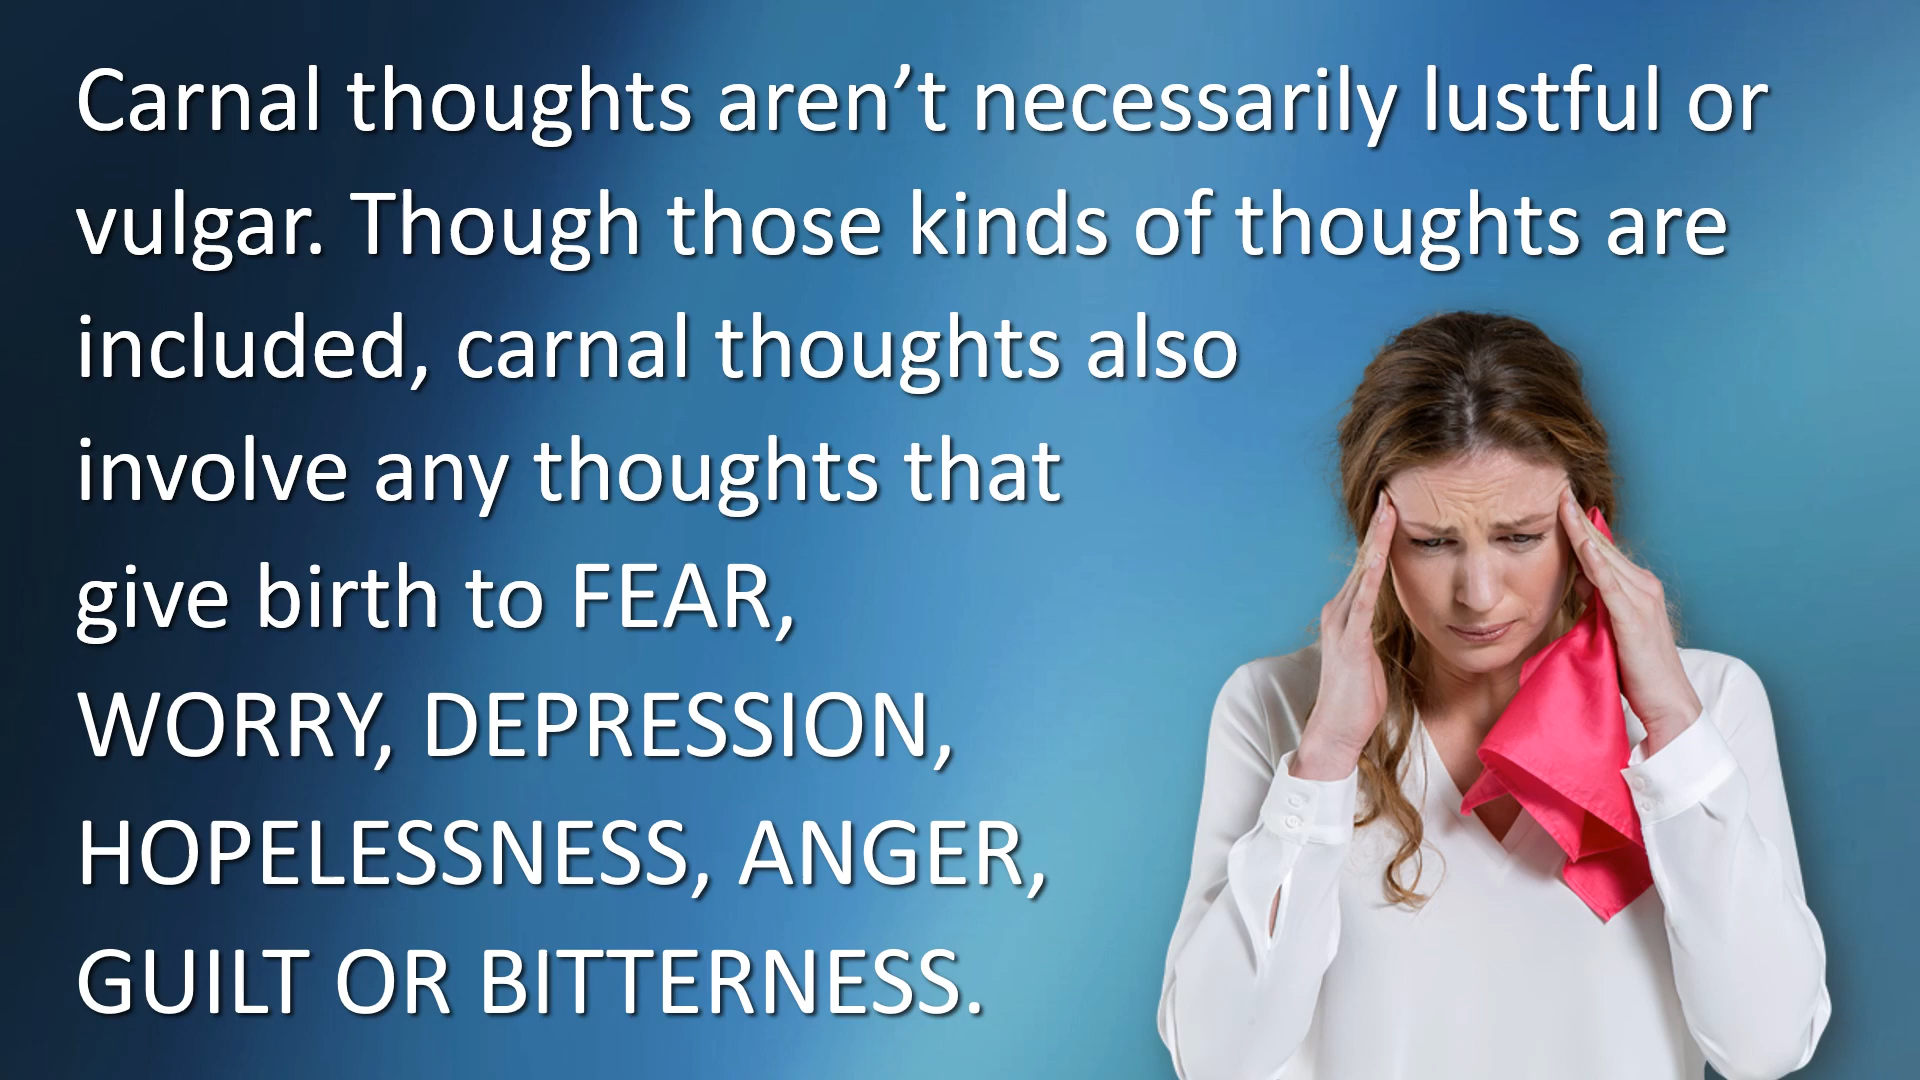 Carnal thoughts aren’t necessarily lustful or
vulgar. Though those kinds of thoughts are
included, carnal thoughts also
involve any thoughts that
give birth to FEAR,
WORRY, DEPRESSION,
HOPELESSNESS, ANGER,
GUILT OR BITTERNESS.